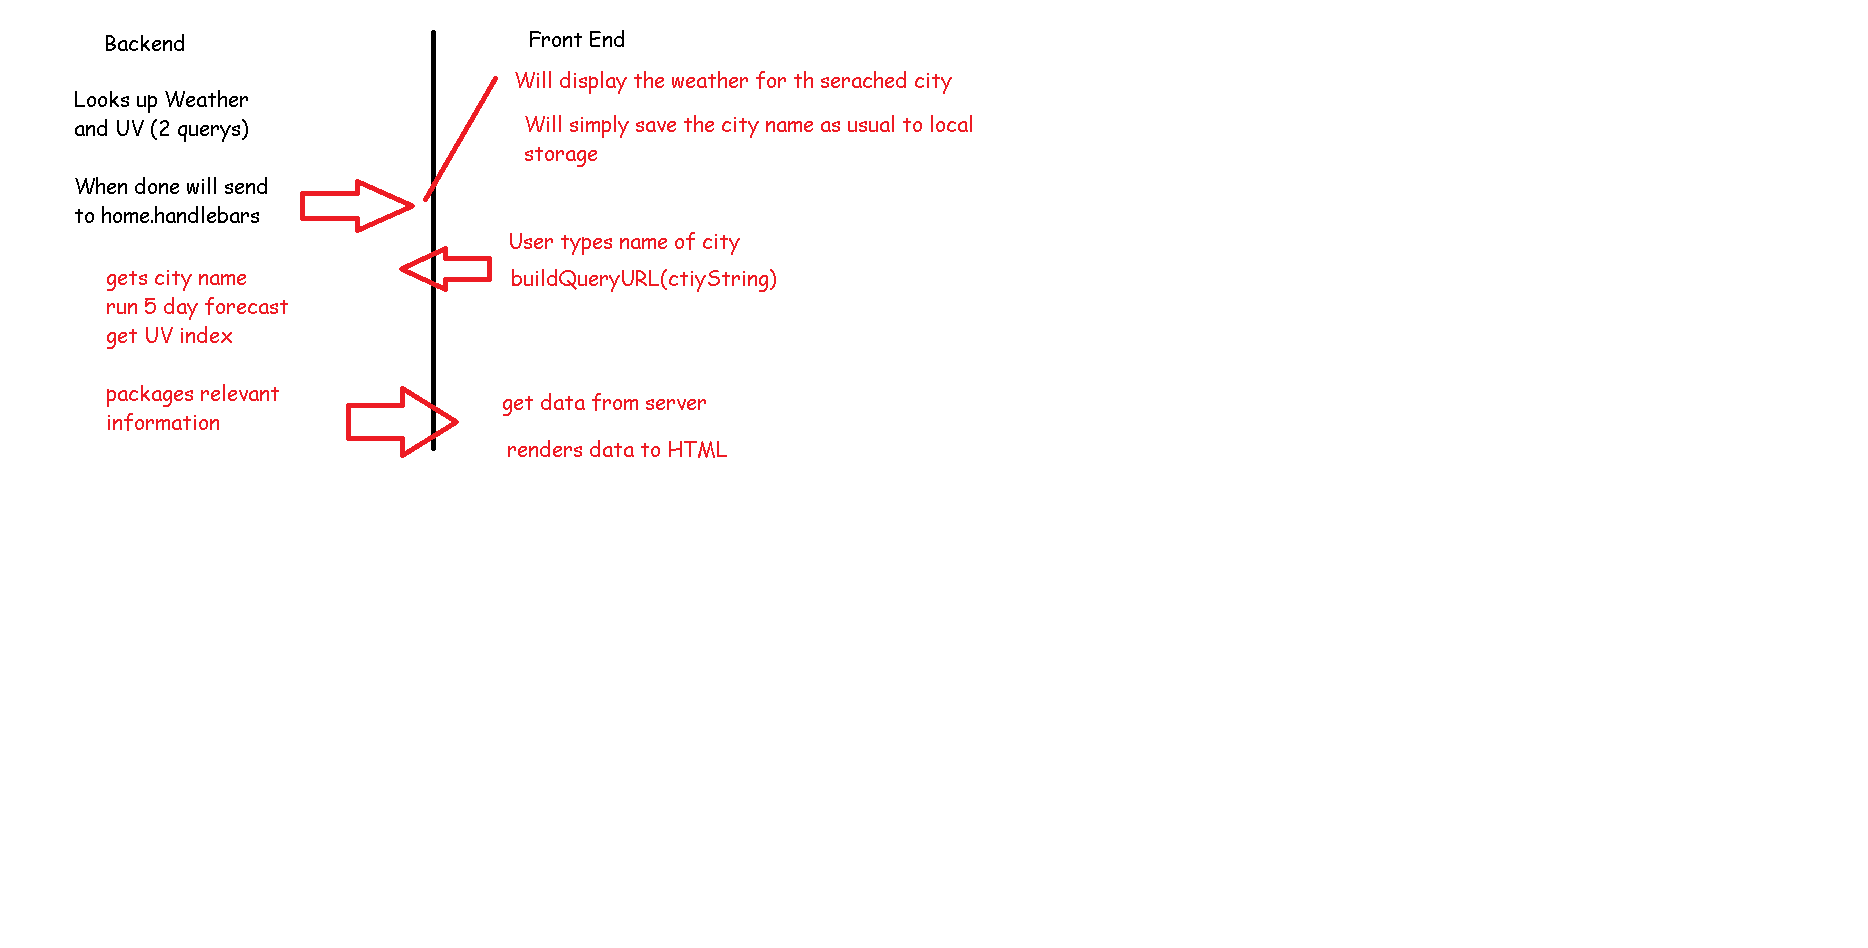 Backend
Looks up Weather
and UV (2 querys)
When done will send
to home.handlebars
gets city name
run 5 day forecast
get UV index
packages relevant
information
Front End
Will display the weather for th serached city
Will simply save the city name as usual to local
storage
User types name of city
buildQueryURL(ctiyString)
get data from server
renders data to HTML